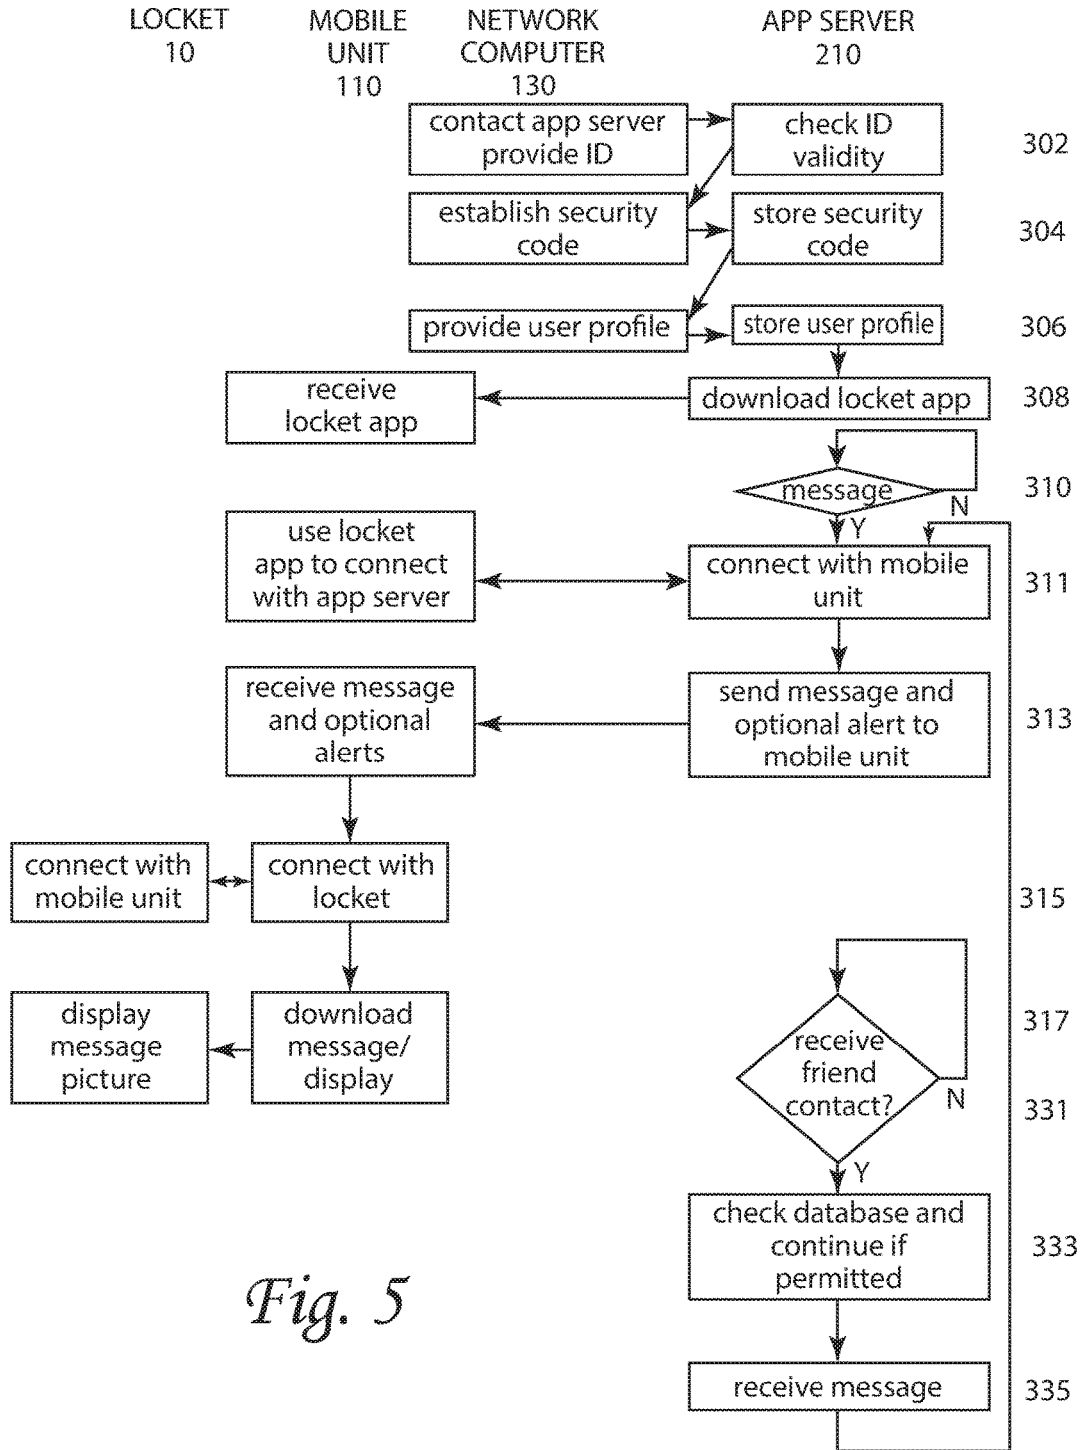 LOCKET
10
MOBILE
UNIT
110
NETWORK
COMPUTER
130
APP SERVER
210
contact app server
provide ID
check ID
validity
302
establish security
code
store security
code
304
provide user profile
store user profile
306
receive
locket app
download locket app
308
message
N
Y
310
use locket
app to connect
with app server
connect with mobile
unit
311
receive message
and optional
alerts
send message and
optional alert to
mobile unit
313
connect with
mobile unit
connect with
locket
315
display
message
picture
download
message/
display
317
receive
friend
contact?
N
Y
331
check database and
continue if
permitted
333
receive message
335
Fig. 5